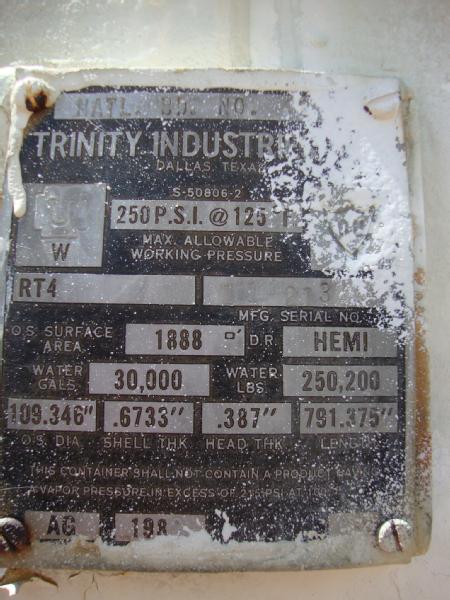 NATL. BD. NO.
TRINITY INDUSTRIES
DALLAS, TEXAS
S-50806-2
W
250 P.S.I. @ 125°F
MAX. ALLOWABLE
WORKING PRESSURE
RT4
MFG. SERIAL NO.
O.S. SURFACE AREA 1888 □' D.R. HEMI
WATER GALS. 30,000 WATER LBS. 250,200
109.346" .6733" .387" 791.375"
O.S. DIA. SHELL THK. HEAD THK. LENGTH
THIS CONTAINER SHALL NOT CONTAIN A PRODUCT HAVING
A VAPOR PRESSURE IN EXCESS OF 215 PSI AT 100
AG 198